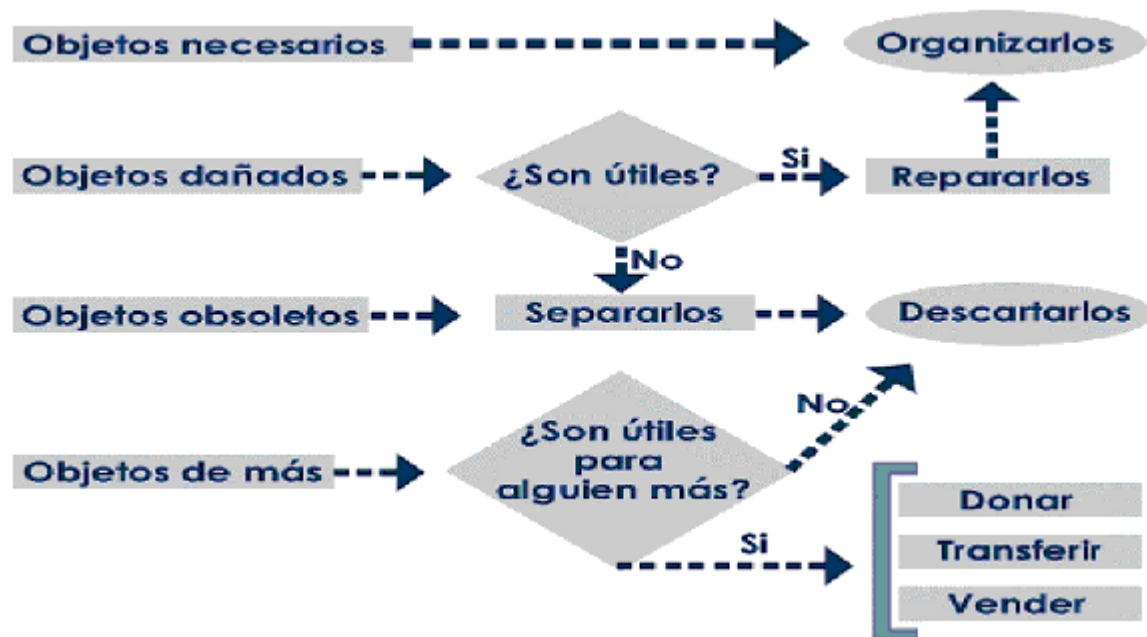 Objetos necesarios
Organizarlos
Objetos dañados
¿Son útiles?
Si
Repararlos
No
Objetos obsoletos
Separarlos
Descartarlos
No
Objetos de más
¿Son útiles
para
alguien más?
Si
Donar
Transferir
Vender